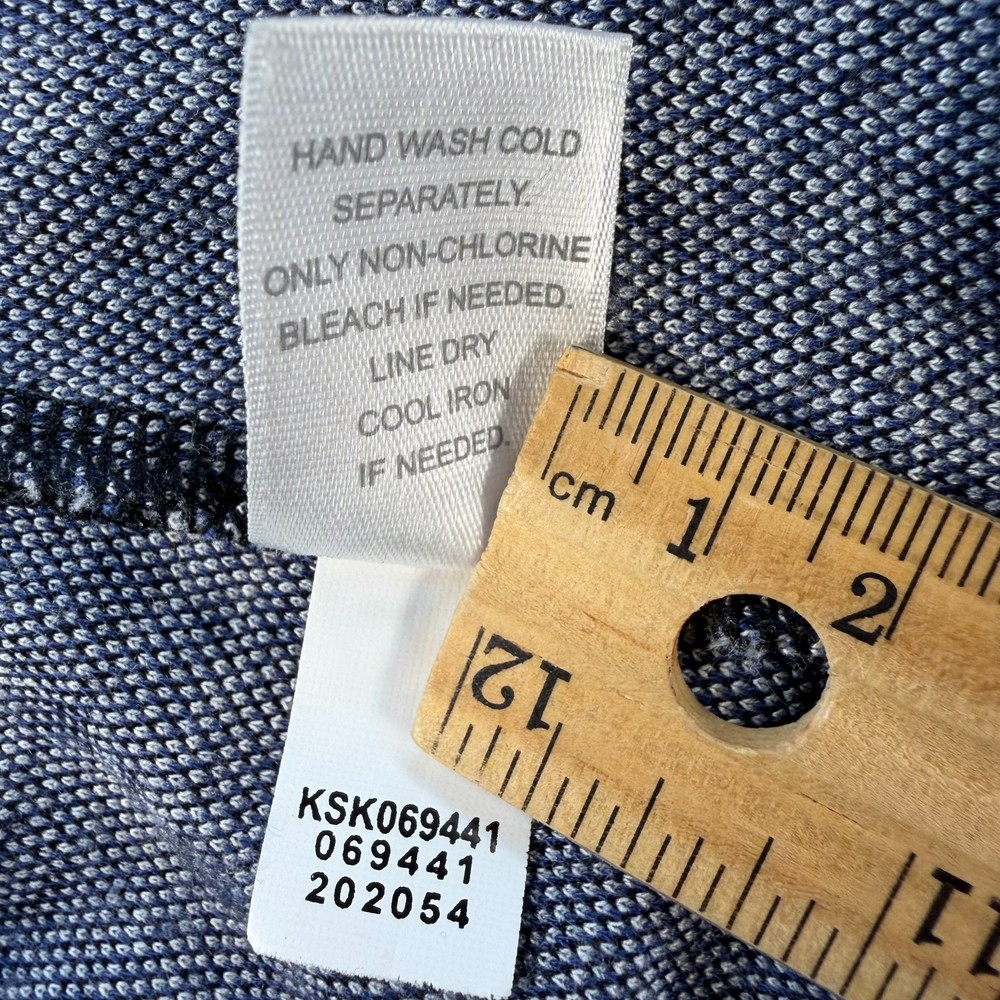 HAND WASH COLD
SEPARATELY.
ONLY NON-CHLORINE
BLEACH IF NEEDED.
LINE DRY
COOL IRON
IF NEEDED.
cm 1 2
12
11
KSK069441
069441
202054